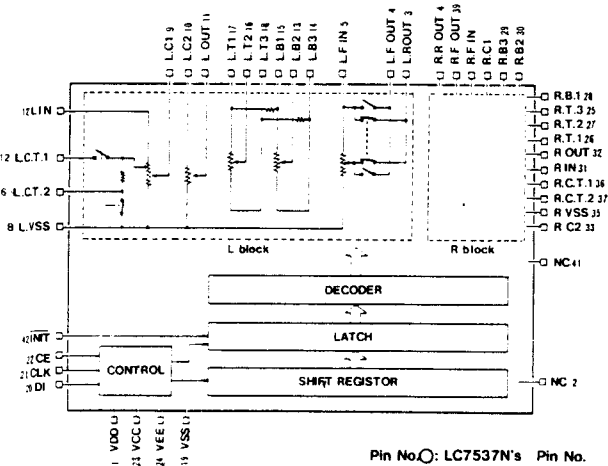 L.C1 9
L.C2 10
L OUT 11
L.T1 17
L.T2 16
L.T3 18
L.B1 15
L.B2 13
L.B3 14
L.F IN 5
L.F OUT 4
L.ROUT 3
R.R OUT 4
R.F OUT 39
R.F IN
R.C1
R.B3 29
R.B2 30
12 L IN
12 L.C.T.1
6 L.CT.2
8 L.VSS
R.B.1 28
R.T.3 25
R.T.2 27
R.T.1 26
R OUT 32
R IN 31
R.C.T.1 36
R.C.T.2 37
R VSS 35
R C2 33
L block
R block
NC 41
DECODER
LATCH
SHIFT REGISTOR
CONTROL
42 INIT
22 CE
21 CLK
20 DI
NC 2
1 VDD
23 VCC
24 VEE
19 VSS
Pin No.○: LC7537N's Pin No.